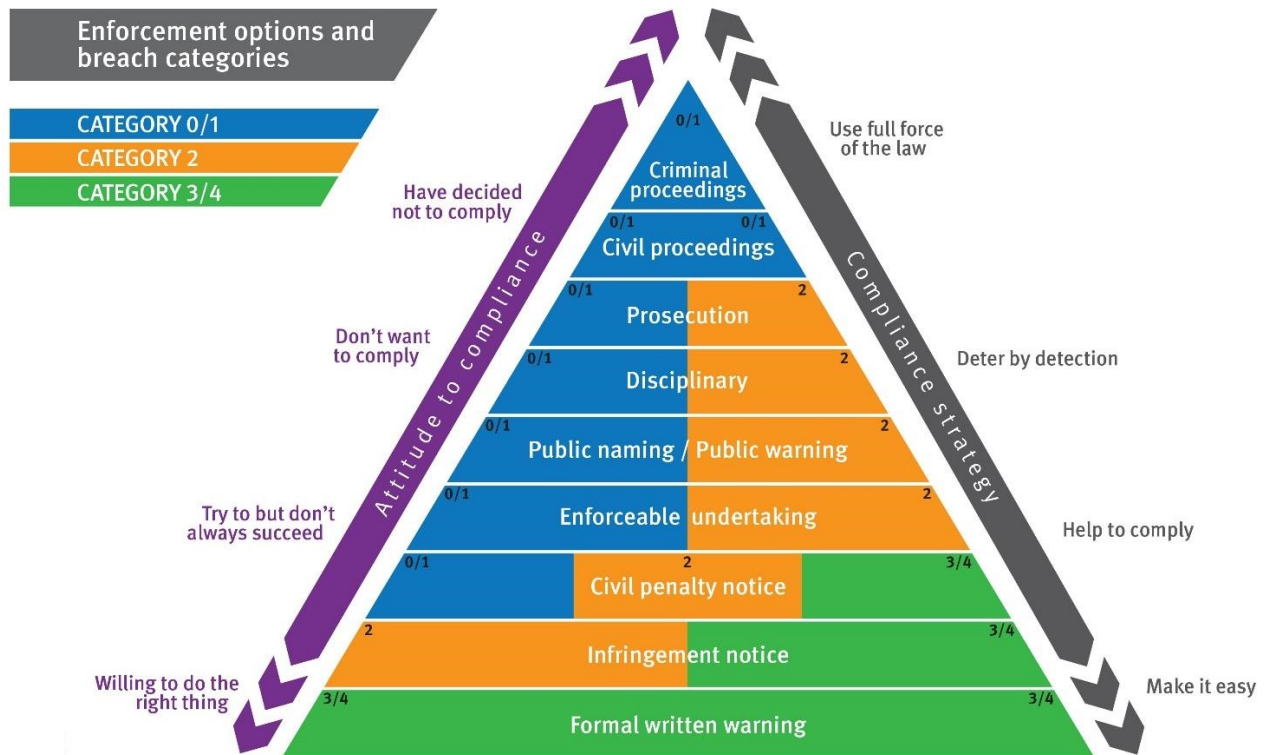 Enforcement options and
breach categories
CATEGORY 0/1
CATEGORY 2
CATEGORY 3/4
Attitude to compliance
Have decided
not to comply
Don't want
to comply
Try to but don't
always succeed
Willing to do the
right thing
0/1
Criminal
proceedings
0/1 0/1
Civil proceedings
0/1 2
Prosecution
0/1 2
Disciplinary
0/1 2
Public naming / Public warning
0/1 2
Enforceable undertaking
0/1 2 3/4
Civil penalty notice
2 3/4
Infringement notice
3/4 3/4
Formal written warning
Compliance strategy
Use full force
of the law
Deter by detection
Help to comply
Make it easy